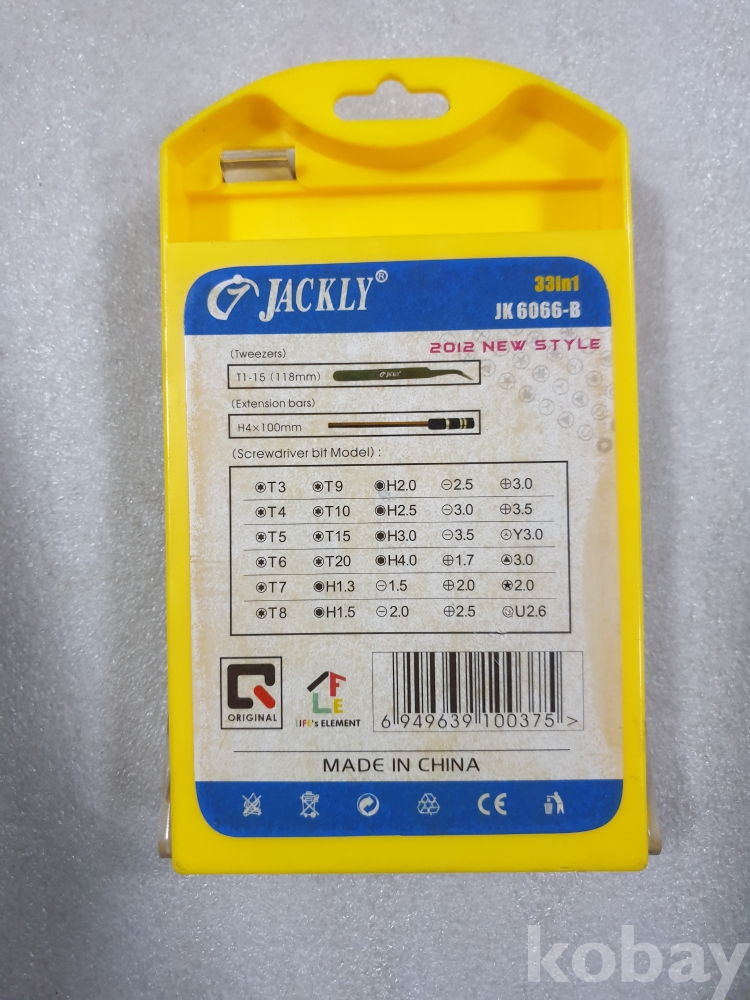 JACKLY®
33in1
JK 6066-B
2012 NEW STYLE
(Tweezers)
T1-15 (118mm) JACKLY
(Extension bars)
H4×100mm
(Screwdriver bit Model) :
T3 T9 H2.0 ⊖2.5 ⊕3.0
T4 T10 H2.5 ⊖3.0 ⊕3.5
T5 T15 H3.0 ⊖3.5 Y3.0
T6 T20 H4.0 ⊕1.7 3.0
T7 H1.3 ⊖1.5 ⊕2.0 2.0
T8 H1.5 ⊖2.0 ⊕2.5 U2.6
ORIGINAL
LIFE
LIFE's ELEMENT
6 949639 100375 >
MADE IN CHINA
CE
kobay